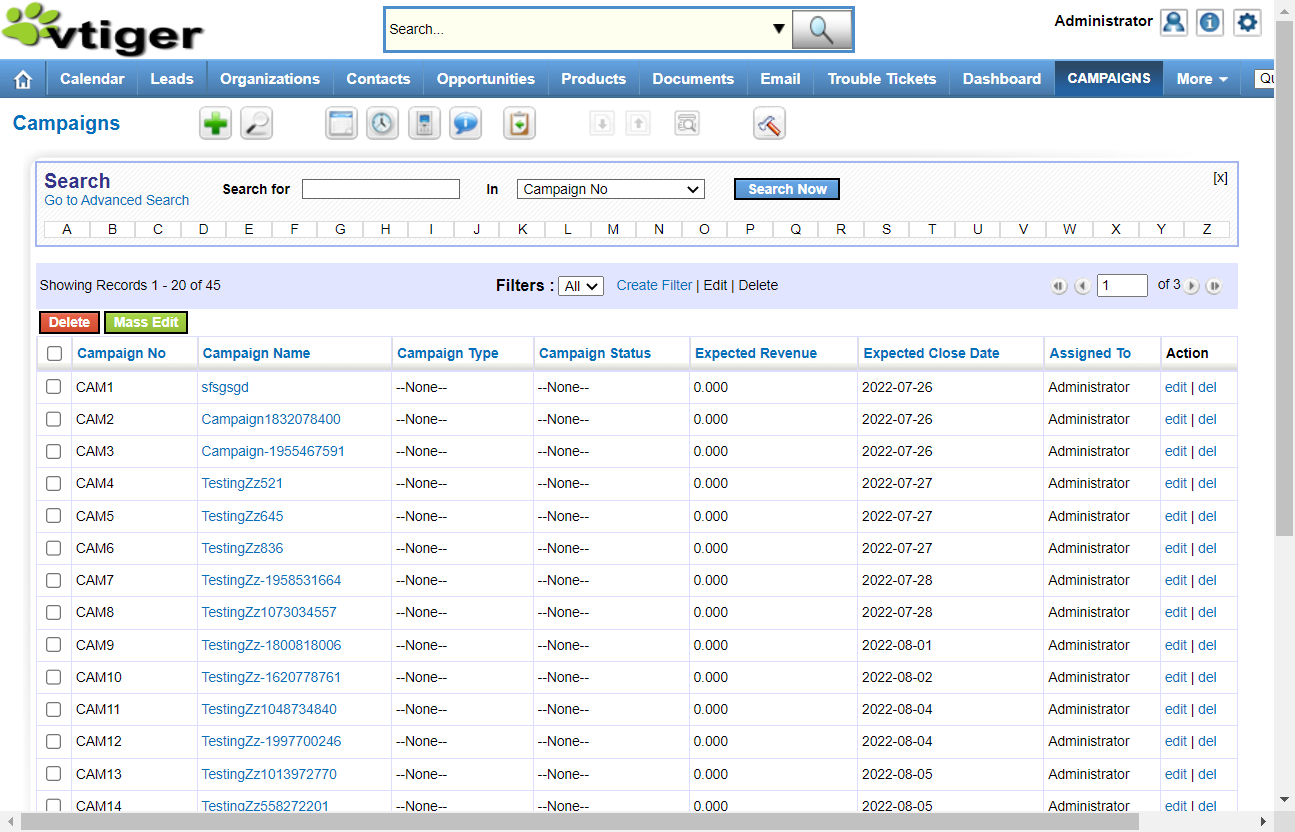 vtiger
Search...
Administrator
Calendar Leads Organizations Contacts Opportunities Products Documents Email Trouble Tickets Dashboard CAMPAIGNS More Qu
Campaigns
Search
Go to Advanced Search
Search for In Campaign No Search Now [x]
A B C D E F G H I J K L M N O P Q R S T U V W X Y Z
Showing Records 1 - 20 of 45 Filters : All Create Filter | Edit | Delete 1 of 3
Delete Mass Edit
Campaign No Campaign Name Campaign Type Campaign Status Expected Revenue Expected Close Date Assigned To Action
CAM1 sfsgsgd --None-- --None-- 0.000 2022-07-26 Administrator edit | del
CAM2 Campaign1832078400 --None-- --None-- 0.000 2022-07-26 Administrator edit | del
CAM3 Campaign-1955467591 --None-- --None-- 0.000 2022-07-26 Administrator edit | del
CAM4 TestingZz521 --None-- --None-- 0.000 2022-07-27 Administrator edit | del
CAM5 TestingZz645 --None-- --None-- 0.000 2022-07-27 Administrator edit | del
CAM6 TestingZz836 --None-- --None-- 0.000 2022-07-27 Administrator edit | del
CAM7 TestingZz-1958531664 --None-- --None-- 0.000 2022-07-28 Administrator edit | del
CAM8 TestingZz1073034557 --None-- --None-- 0.000 2022-07-28 Administrator edit | del
CAM9 TestingZz-1800818006 --None-- --None-- 0.000 2022-08-01 Administrator edit | del
CAM10 TestingZz-1620778761 --None-- --None-- 0.000 2022-08-02 Administrator edit | del
CAM11 TestingZz1048734840 --None-- --None-- 0.000 2022-08-04 Administrator edit | del
CAM12 TestingZz-1997700246 --None-- --None-- 0.000 2022-08-04 Administrator edit | del
CAM13 TestingZz1013972770 --None-- --None-- 0.000 2022-08-05 Administrator edit | del
CAM14 TestingZz558272201 --None-- --None-- 0.000 2022-08-05 Administrator edit | del